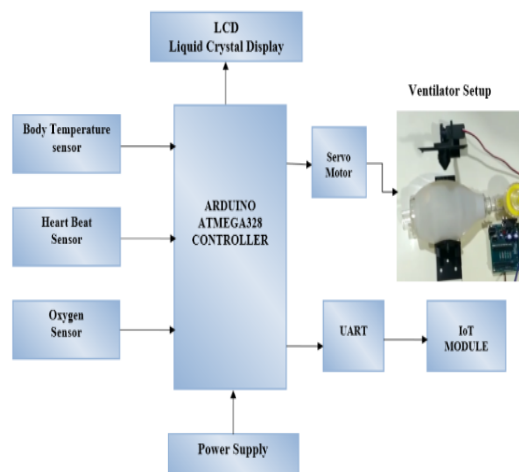 LCD
Liquid Crystal Display
Ventilator Setup
Body Temperature
sensor
Servo
Motor
ARDUINO
ATMEGA328
CONTROLLER
Heart Beat
Sensor
Oxygen
Sensor
UART
IoT
MODULE
Power Supply